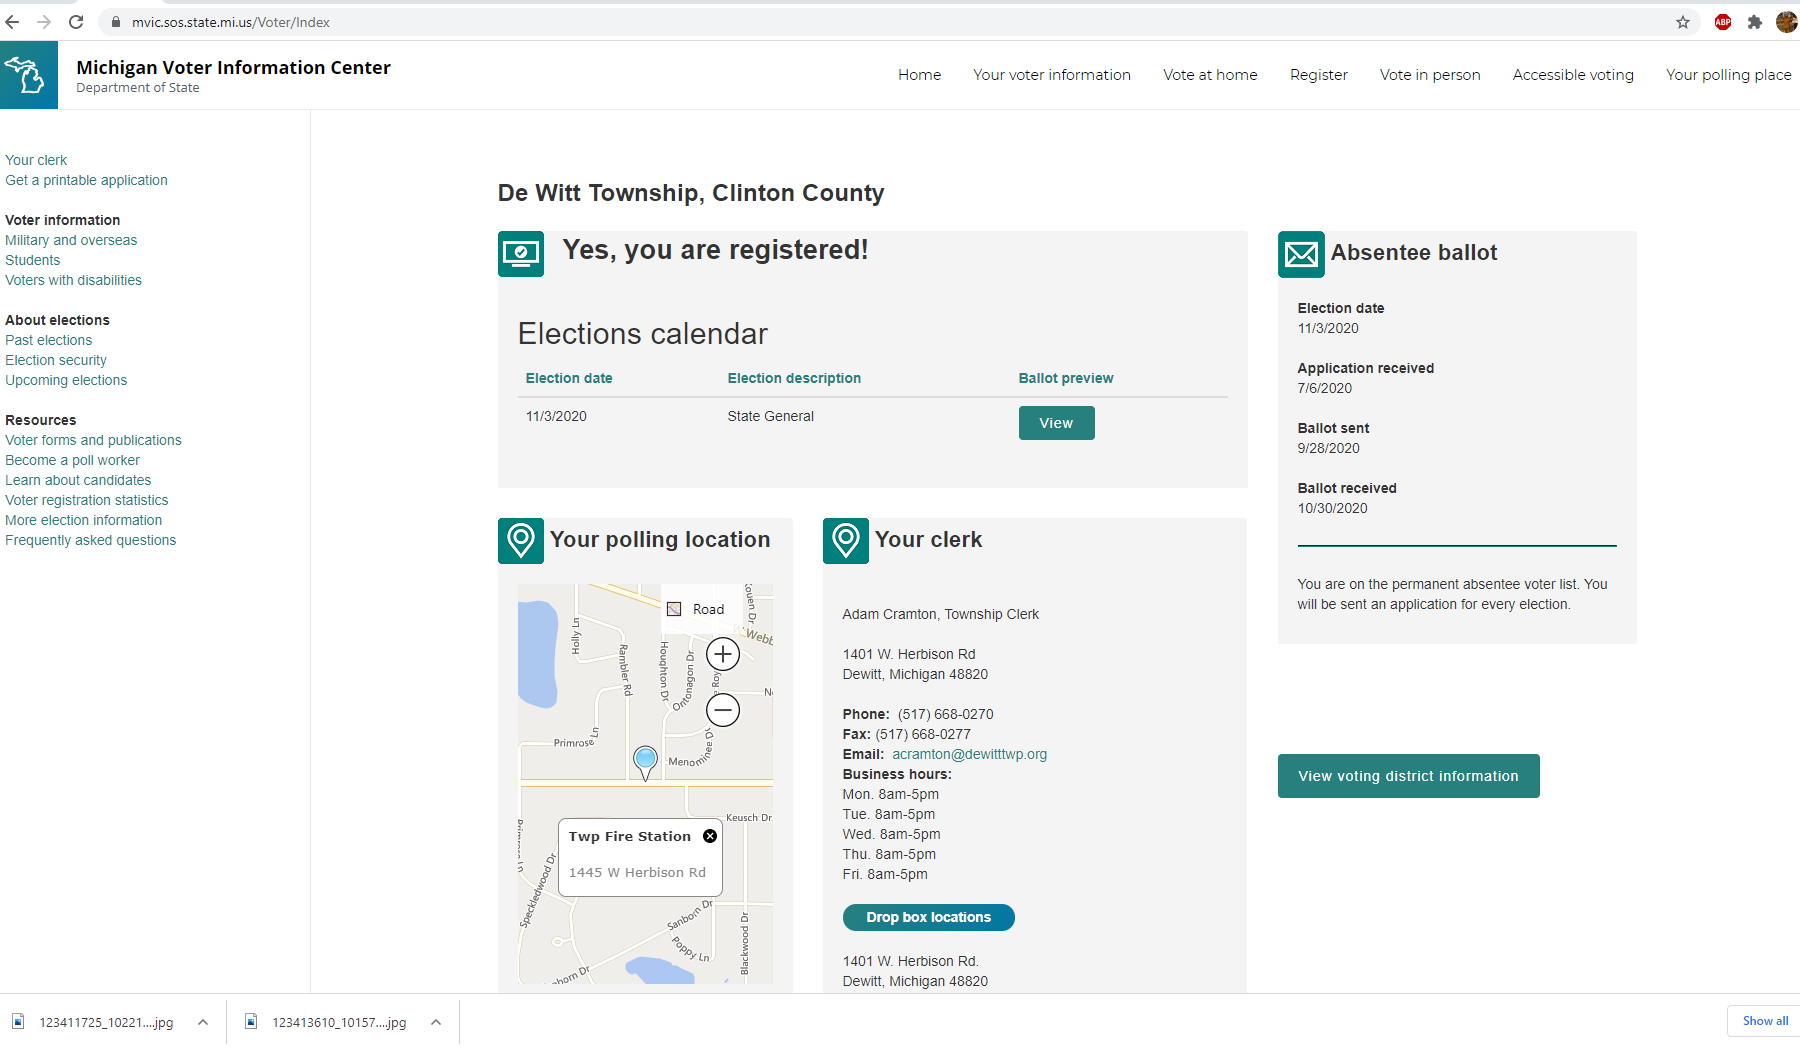 mvic.sos.state.mi.us/Voter/Index
ABP
Michigan Voter Information Center
Department of State
Home
Your voter information
Vote at home
Register
Vote in person
Accessible voting
Your polling place
Your clerk
Get a printable application
Voter information
Military and overseas
Students
Voters with disabilities
About elections
Past elections
Election security
Upcoming elections
Resources
Voter forms and publications
Become a poll worker
Learn about candidates
Voter registration statistics
More election information
Frequently asked questions
De Witt Township, Clinton County
Yes, you are registered!
Elections calendar
Election date Election description Ballot preview
11/3/2020 State General View
Absentee ballot
Election date
11/3/2020
Application received
7/6/2020
Ballot sent
9/28/2020
Ballot received
10/30/2020
You are on the permanent absentee voter list. You
will be sent an application for every election.
View voting district information
Your polling location
Road
Holly Ln
Rambler Rd
Houghton Dr
Ontonagon Dr
Primrose Ln
Menominee Dr
Keusch Dr
Twp Fire Station
1445 W Herbison Rd
Speckledwood Dr
Sanborn Dr
Poppy Ln
Blackwood Dr
Your clerk
Adam Cramton, Township Clerk
1401 W. Herbison Rd
Dewitt, Michigan 48820
Phone: (517) 668-0270
Fax: (517) 668-0277
Email: acramton@dewitttwp.org
Business hours:
Mon. 8am-5pm
Tue. 8am-5pm
Wed. 8am-5pm
Thu. 8am-5pm
Fri. 8am-5pm
Drop box locations
1401 W. Herbison Rd.
Dewitt, Michigan 48820
123411725_10221....jpg
123413610_10157....jpg
Show all